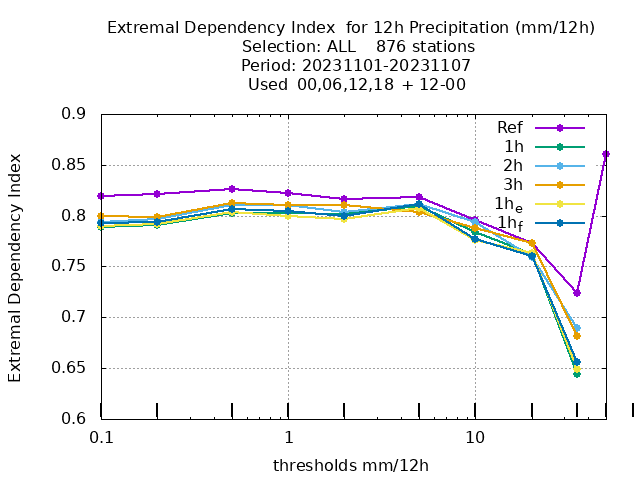 Extremal Dependency Index  for 12h Precipitation (mm/12h)
Selection: ALL    876 stations
Period: 20231101-20231107
Used  00,06,12,18  + 12-00
Extremal Dependency Index
0.9
0.85
0.8
0.75
0.7
0.65
0.6
0.1
1
10
thresholds mm/12h
Ref
1h
2h
3h
1h_e
1h_f